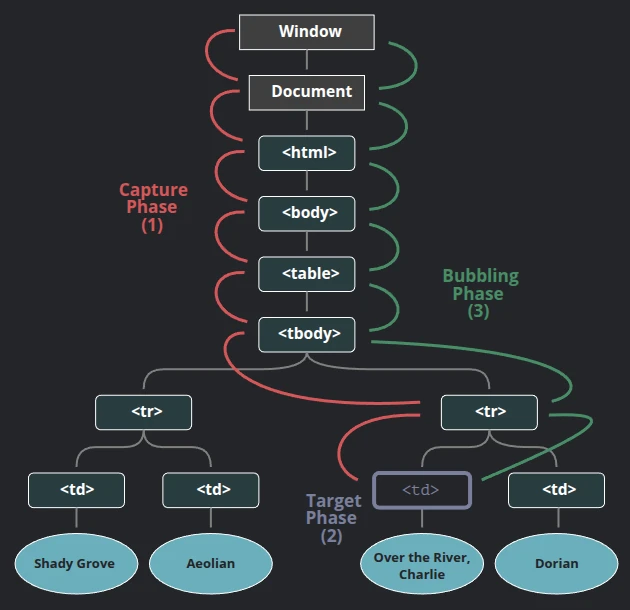 Window
Document
<html>
<body>
<table>
<tbody>
Capture
Phase
(1)
Bubbling
Phase
(3)
<tr>
<tr>
<td>
<td>
<td>
<td>
Target
Phase
(2)
Shady Grove
Aeolian
Over the River,
Charlie
Dorian